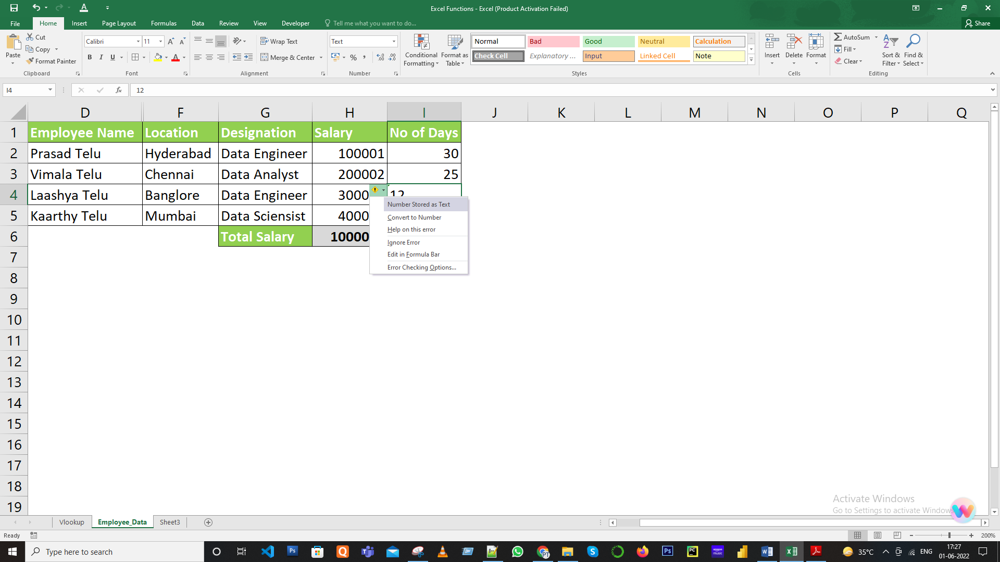 Excel Functions - Excel (Product Activation Failed)
File Home Insert Page Layout Formulas Data Review View Developer Tell me what you want to do... Share
Paste
Cut
Copy
Format Painter
Clipboard
Calibri 11
B I U
Font
Wrap Text
Merge & Center
Alignment
Text
Number
Conditional Formatting
Format as Table
Normal Bad Good Neutral Calculation
Check Cell Explanatory ... Input Linked Cell Note
Styles
Insert Delete Format
Cells
AutoSum
Fill
Clear
Sort & Filter
Find & Select
Editing
I4 fx 12
D F G H I J K L M N O P Q
1 Employee Name Location Designation Salary No of Days
2 Prasad Telu Hyderabad Data Engineer 100001 30
3 Vimala Telu Chennai Data Analyst 200002 25
4 Laashya Telu Banglore Data Engineer 3000 12
5 Kaarthy Telu Mumbai Data Sciensist 4000
6 Total Salary 10000
Number Stored as Text
Convert to Number
Help on this error
Ignore Error
Edit in Formula Bar
Error Checking Options...
7
8
9
10
11
12
13
14
15
16
17
18
19
Activate Windows
Go to Settings to activate Windows
Vlookup Employee_Data Sheet3
Ready 200%
Type here to search
35°C ENG
17:27
01-06-2022